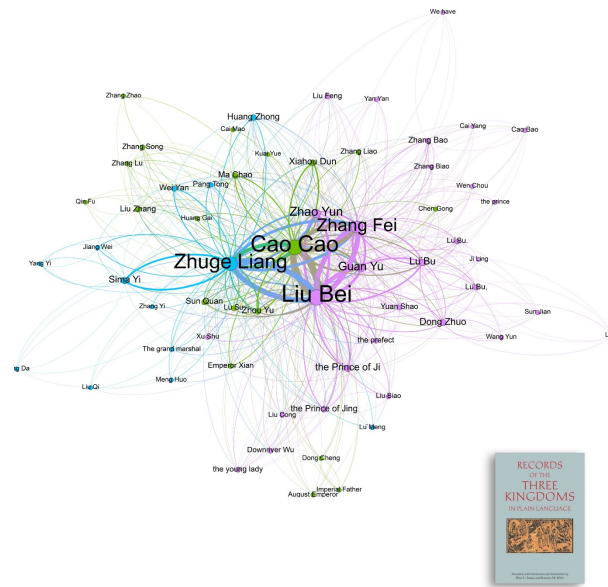 We have
Zhang Zhao
Liu Feng
Yan Yan
Huang Zhong
Cai Mao
Cai Yang
Cao Bao
Zhang Song
Kuai Yue
Zhang Liao
Zhang Bao
Zhang Lu
Ma Chao
Xiahou Dun
Zhang Biao
Wei Yan
Pang Tong
Wen Chou
Qin Fu
Liu Zhang
Huang Gai
Zhao Yun
Chen Gong
the prince
Zhang Fei
Jiang Wei
Cao Cao
Lu Bu.
Yang Yi
Zhuge Liang
Guan Yu
Lu Bu
Ji Ling
Sima Yi
Liu Bei
Lu Bu,
Zhang Yi
Sun Quan
Lu Su
Zhou Yu
Yuan Shao
Sun Jian
Dong Zhuo
Xu Shu
the prefect
Wang Yun
L
The grand marshal
Emperor Xian
the Prince of Ji
g Da
Liu Qi
Meng Huo
Liu Biao
the Prince of Jing
Liu Cong
Lu Meng
Downriver Wu
Dong Cheng
the young lady
Imperial Father
August Emperor
RECORDS
OF THE
THREE
KINGDOMS
IN PLAIN LANGUAGE